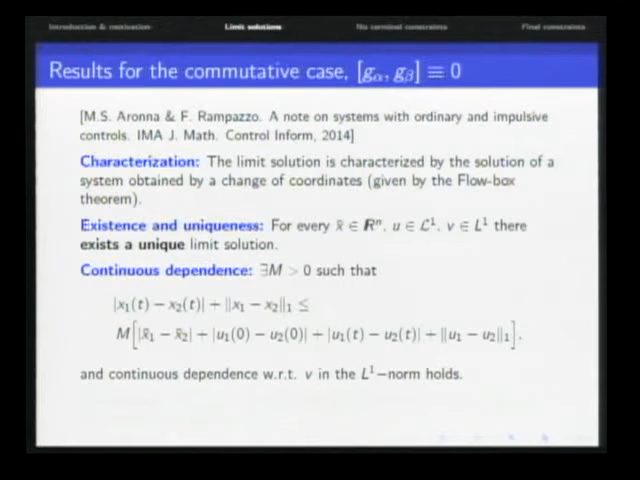 Introduction & motivation Limit solutions No terminal constraints Final constraints
Results for the commutative case, [gα, gβ] ≡ 0
[M.S. Aronna & F. Rampazzo. A note on systems with ordinary and impulsive
controls. IMA J. Math. Control Inform, 2014]
Characterization: The limit solution is characterized by the solution of a
system obtained by a change of coordinates (given by the Flow-box
theorem).
Existence and uniqueness: For every x̄ ∈ ℝⁿ, u ∈ ℒ¹, v ∈ L¹ there
exists a unique limit solution.
Continuous dependence: ∃M > 0 such that
|x₁(t) − x₂(t)| + ‖x₁ − x₂‖₁ ≤
M[|x̄₁ − x̄₂| + |u₁(0) − u₂(0)| + |u₁(t) − u₂(t)| + ‖u₁ − u₂‖₁],
and continuous dependence w.r.t. v in the L¹−norm holds.